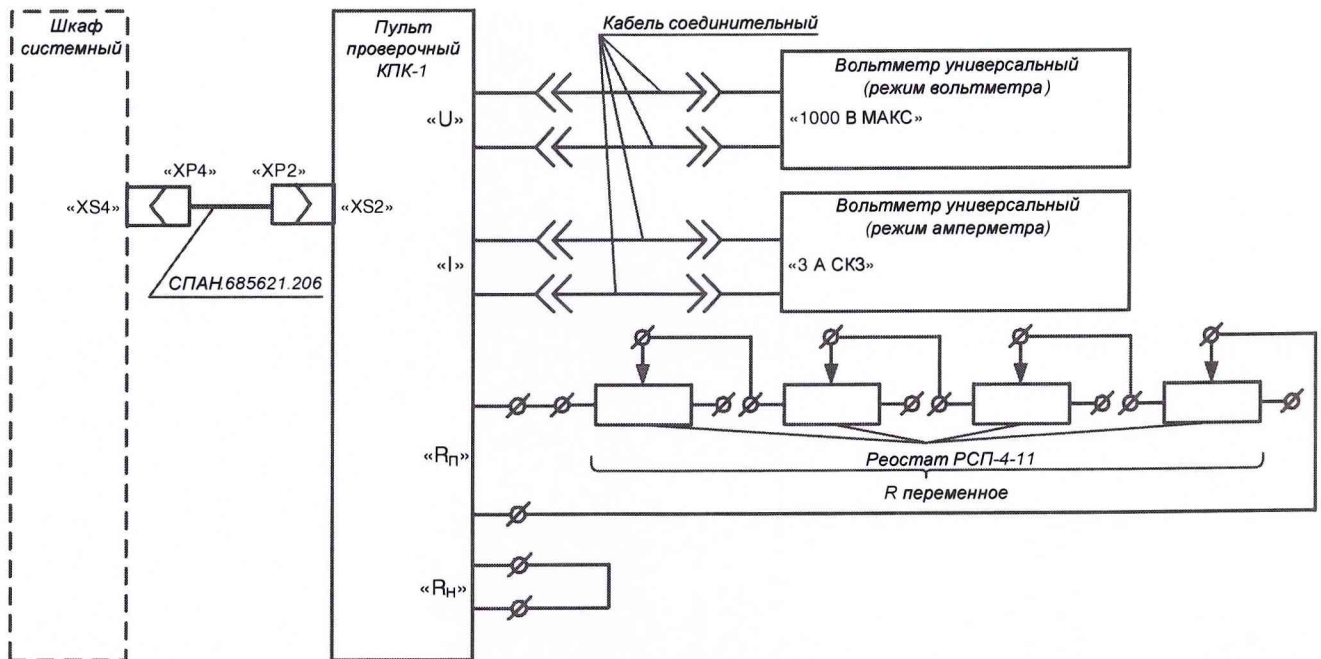 Шкаф
системный
Пульт
проверочный
КПК-1
Кабель соединительный
Вольтметр универсальный
(режим вольтметра)
«1000 В МАКС»
«U»
«XP4»
«XP2»
«XS4»
«XS2»
Вольтметр универсальный
(режим амперметра)
«3 А СКЗ»
«I»
СПАН.685621.206
«RП»
Реостат РСП-4-11
R переменное
«RН»